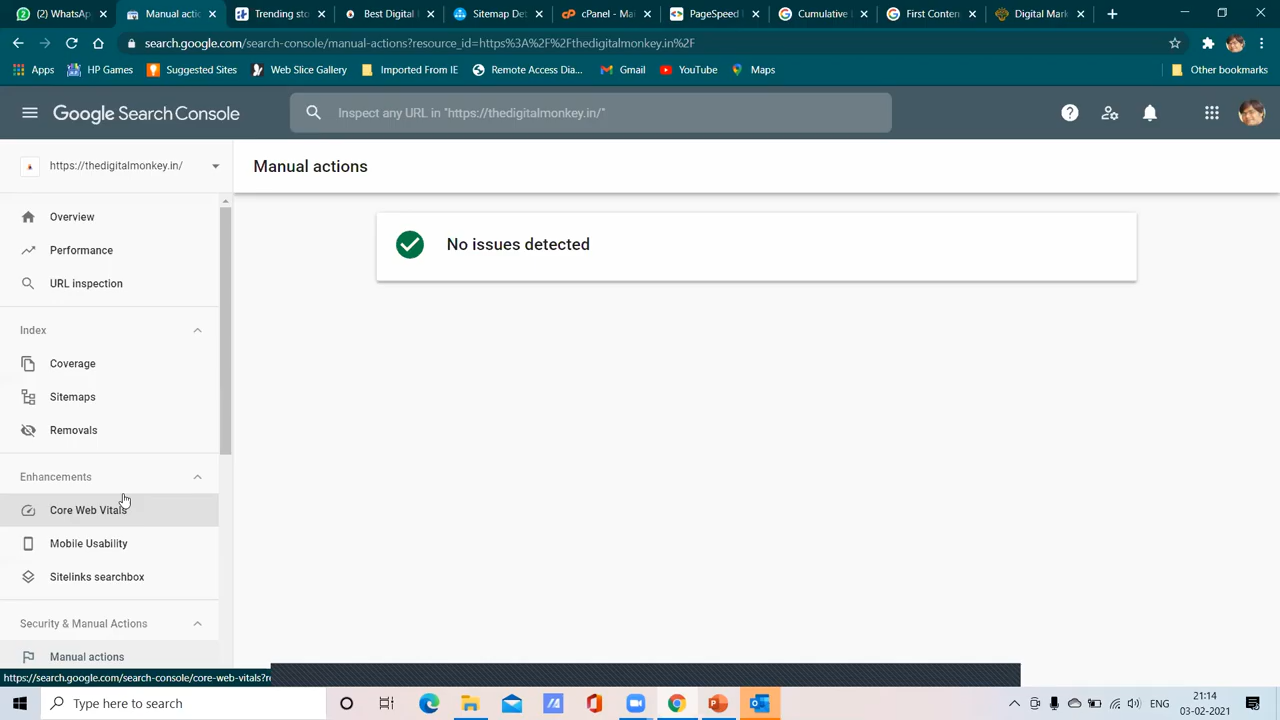 2 WhatsApp
Manual acti
Trending sto
Best Digital
Sitemap De
cPanel - Ma
PageSpeed
Cumulative
First Conten
Digital Mark
search.google.com/search-console/manual-actions?resource_id=https%3A%2F%2Fthedigitalmonkey.in%2F
Apps
HP Games
Suggested Sites
Web Slice Gallery
Imported From IE
Remote Access Dia...
Gmail
YouTube
Maps
Other bookmarks
Google Search Console
Inspect any URL in "https://thedigitalmonkey.in/"
https://thedigitalmonkey.in/
Manual actions
Overview
No issues detected
Performance
URL inspection
Index
Coverage
Sitemaps
Removals
Enhancements
Core Web Vitals
Mobile Usability
Sitelinks searchbox
Security & Manual Actions
Manual actions
https://search.google.com/search-console/core-web-vitals?r
Type here to search
ENG
21:14
03-02-2021